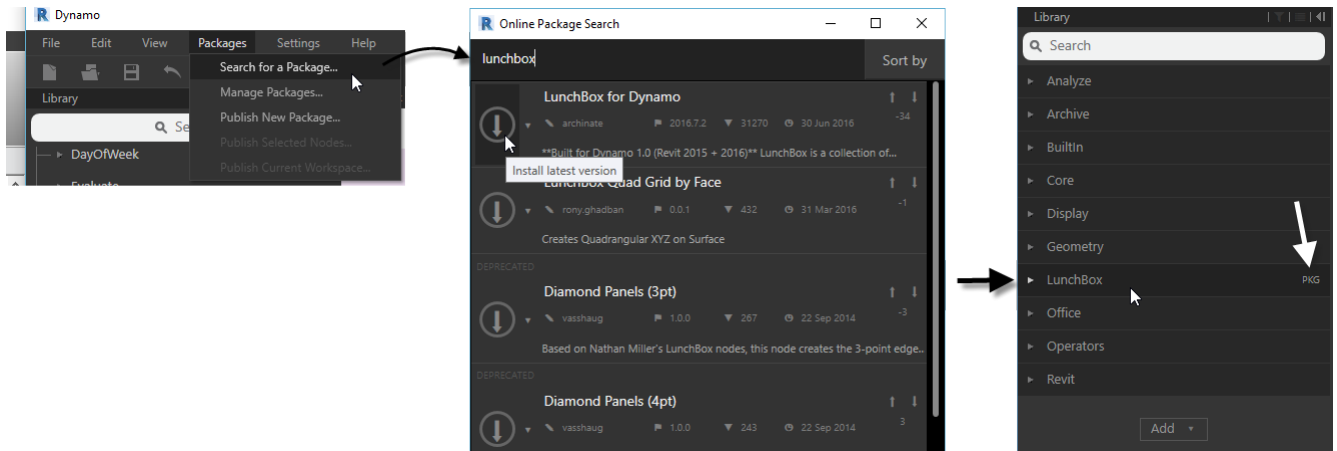 Dynamo
File Edit View Packages Settings Help
Search for a Package...
Manage Packages...
Publish New Package...
Publish Selected Nodes...
Publish Current Workspace...
Library
Se
DayOfWeek
Evaluate
Online Package Search
lunchbox
Sort by
LunchBox for Dynamo
archinate 2016.7.2 31270 30 Jun 2016 -34
**Built for Dynamo 1.0 (Revit 2015 + 2016)** LunchBox is a collection of...
Install latest version
LunchBox Quad Grid by Face
rony.ghadban 0.0.1 432 31 Mar 2016 -1
Creates Quadrangular XYZ on Surface
DEPRECATED
Diamond Panels (3pt)
vasshaug 1.0.0 267 22 Sep 2014 -3
Based on Nathan Miller's LunchBox nodes, this node creates the 3-point edge..
DEPRECATED
Diamond Panels (4pt)
vasshaug 1.0.0 243 22 Sep 2014 3
Library
Search
Analyze
Archive
BuiltIn
Core
Display
Geometry
LunchBox PKG
Office
Operators
Revit
Add